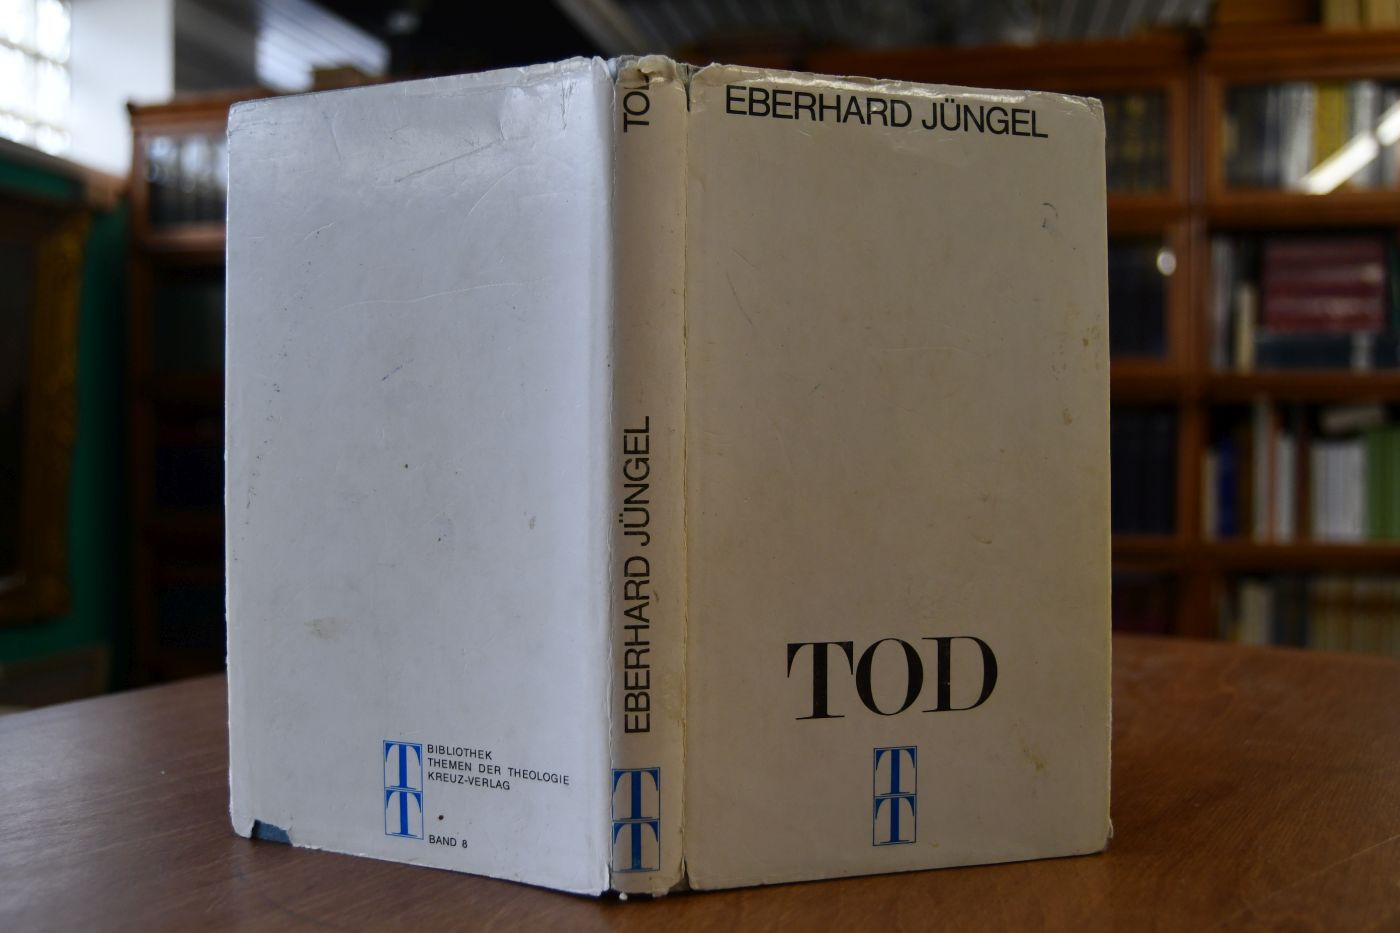 EBERHARD JÜNGEL
TOD
T
T
TOD
EBERHARD JÜNGEL
T
T
T
T
BIBLIOTHEK
THEMEN DER THEOLOGIE
KREUZ-VERLAG
BAND 8